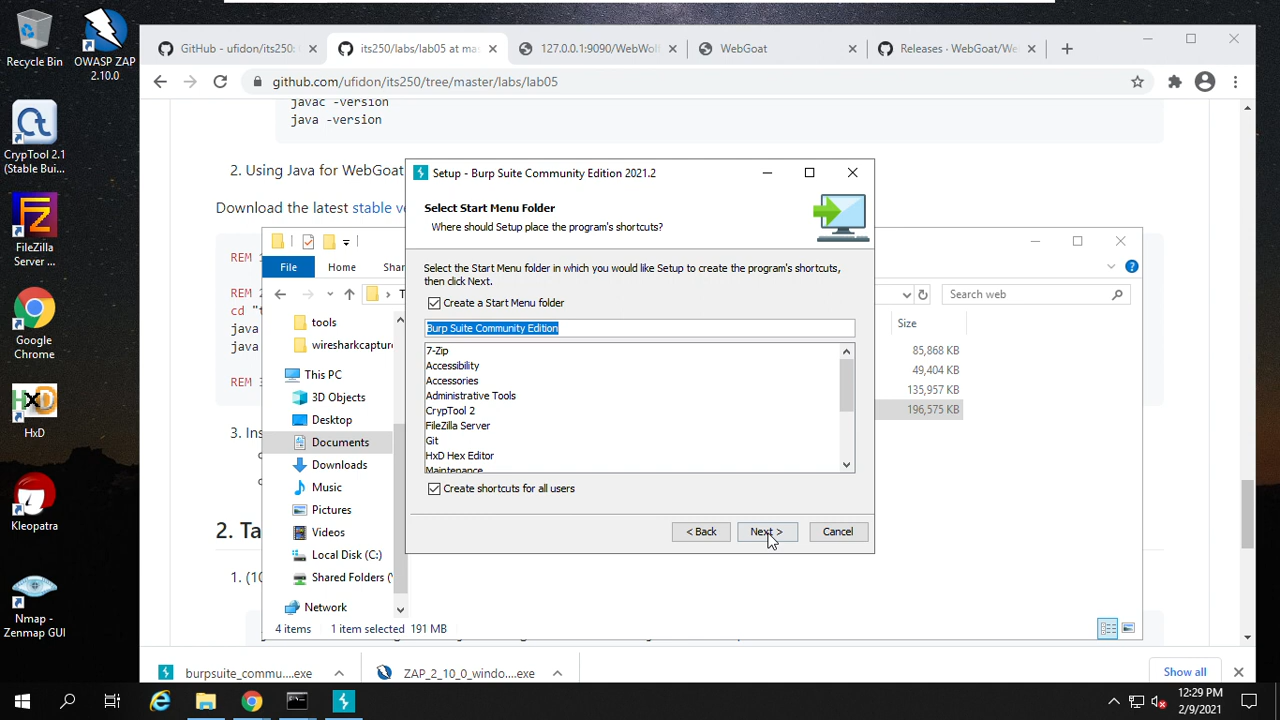 Recycle Bin
OWASP ZAP
2.10.0
CrypTool 2.1
(Stable Bui...
FileZilla
Server ...
Google
Chrome
HxD
Kleopatra
Nmap -
Zenmap GUI
GitHub - ufidon/its250:
its250/labs/lab05 at ma
127.0.0.1:9090/WebWol
WebGoat
Releases · WebGoat/We
github.com/ufidon/its250/tree/master/labs/lab05
javac -version
java -version
2. Using Java for WebGoat
Download the latest stable ve
REM 1
REM 2
cd "t
java
java
REM 3
3. Ins
2. Ta
1. (10
File
Home
Shar
Search web
tools
wiresharkcapture
This PC
3D Objects
Desktop
Documents
Downloads
Music
Pictures
Videos
Local Disk (C:)
Shared Folders (
Network
Size
85,868 KB
49,404 KB
135,957 KB
196,575 KB
4 items
1 item selected 191 MB
Setup - Burp Suite Community Edition 2021.2
Select Start Menu Folder
Where should Setup place the program's shortcuts?
Select the Start Menu folder in which you would like Setup to create the program's shortcuts,
then click Next.
Create a Start Menu folder
Burp Suite Community Edition
7-Zip
Accessibility
Accessories
Administrative Tools
CrypTool 2
FileZilla Server
Git
HxD Hex Editor
Maintenance
Create shortcuts for all users
< Back
Next >
Cancel
burpsuite_commu....exe
ZAP_2_10_0_windo....exe
Show all
12:29 PM
2/9/2021